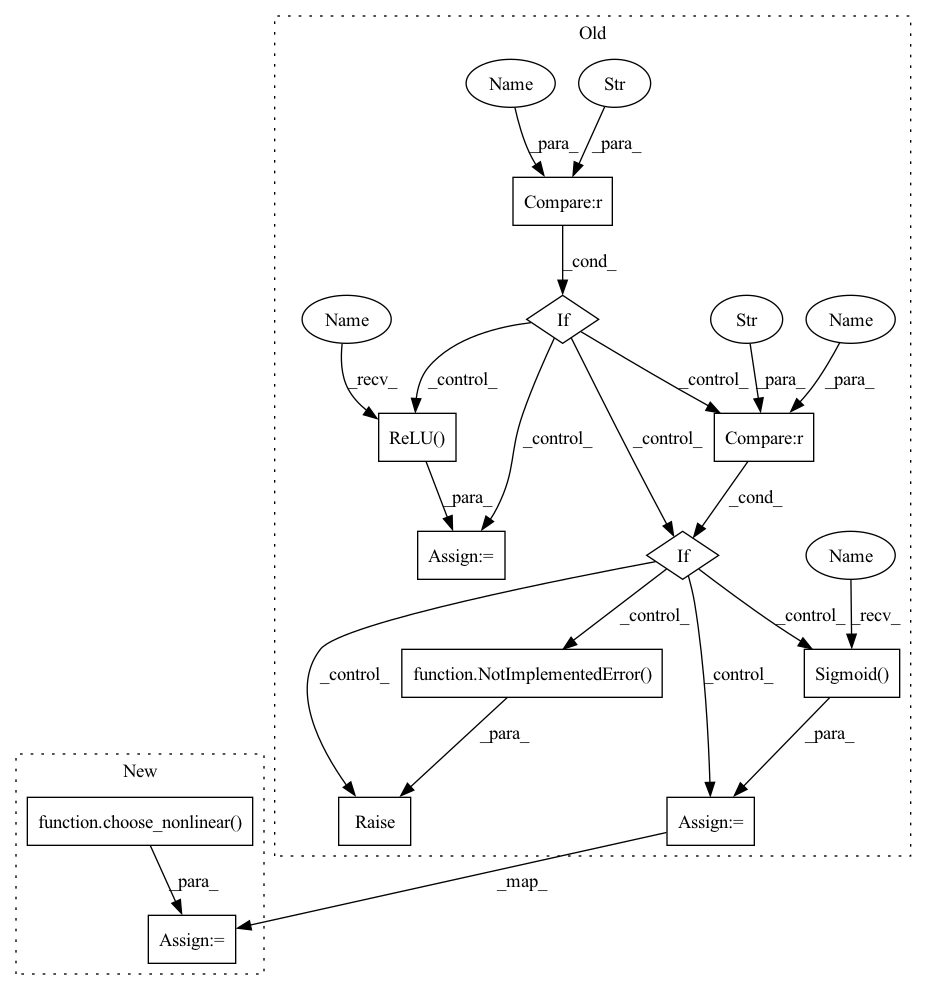 Old
Name
Str
_para_
_para_
Compare:r
_cond_
Name
If
Str
Name
_recv_
_control_
_control_
_para_
_para_
_control_
_control_
ReLU()
Compare:r
_para_
_cond_
Assign:=
If
Name
_control_
_control_
_recv_
_control_
_control_
function.NotImplementedError()
Sigmoid()
_para_
_para_
New
function.choose_nonlinear()
Raise
Assign:=
_para_
_map_
Assign:=